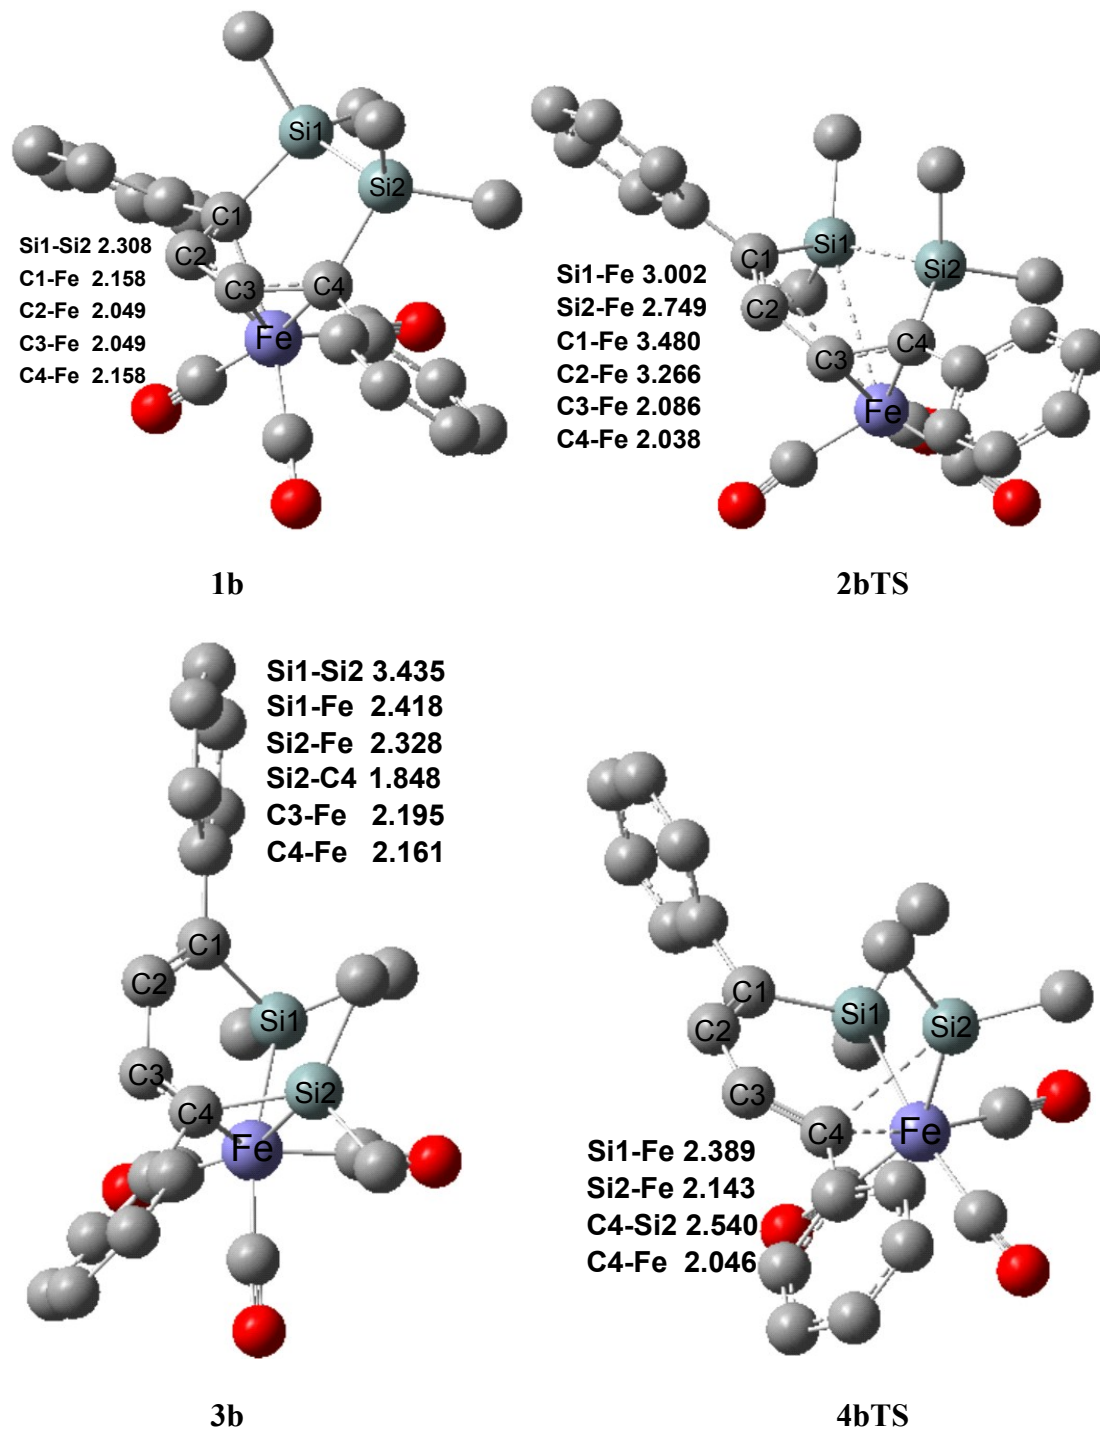 Si1
Si2
C1
C2
C3
C4
Fe
Si1-Si2 2.308
C1-Fe 2.158
C2-Fe 2.049
C3-Fe 2.049
C4-Fe 2.158
1b
C1
Si1
Si2
C2
C3
C4
Fe
Si1-Fe 3.002
Si2-Fe 2.749
C1-Fe 3.480
C2-Fe 3.266
C3-Fe 2.086
C4-Fe 2.038
2bTS
Si1-Si2 3.435
Si1-Fe 2.418
Si2-Fe 2.328
Si2-C4 1.848
C3-Fe 2.195
C4-Fe 2.161
C1
C2
Si1
C3
Si2
C4
Fe
3b
C1
Si1
Si2
C2
C3
C4
Fe
Si1-Fe 2.389
Si2-Fe 2.143
C4-Si2 2.540
C4-Fe 2.046
4bTS